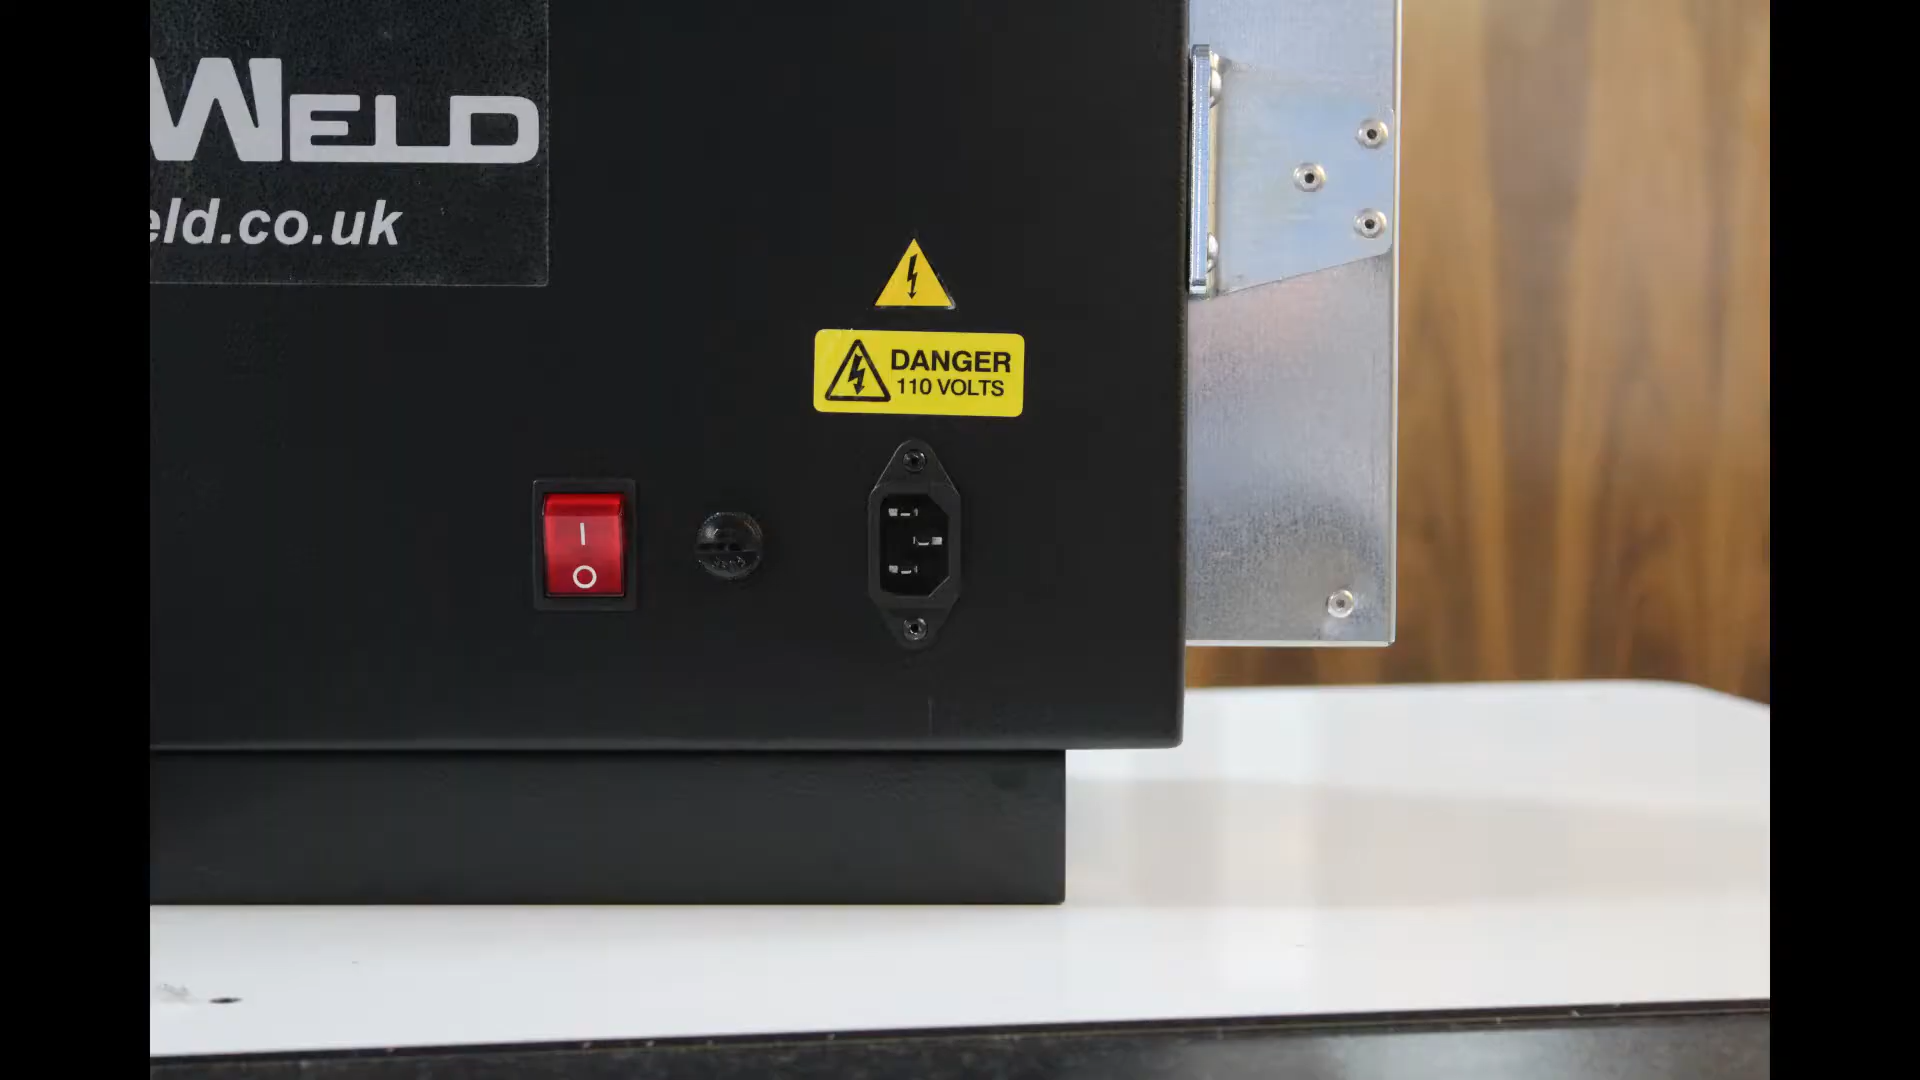 WELD
eld.co.uk
DANGER
110 VOLTS
I
O